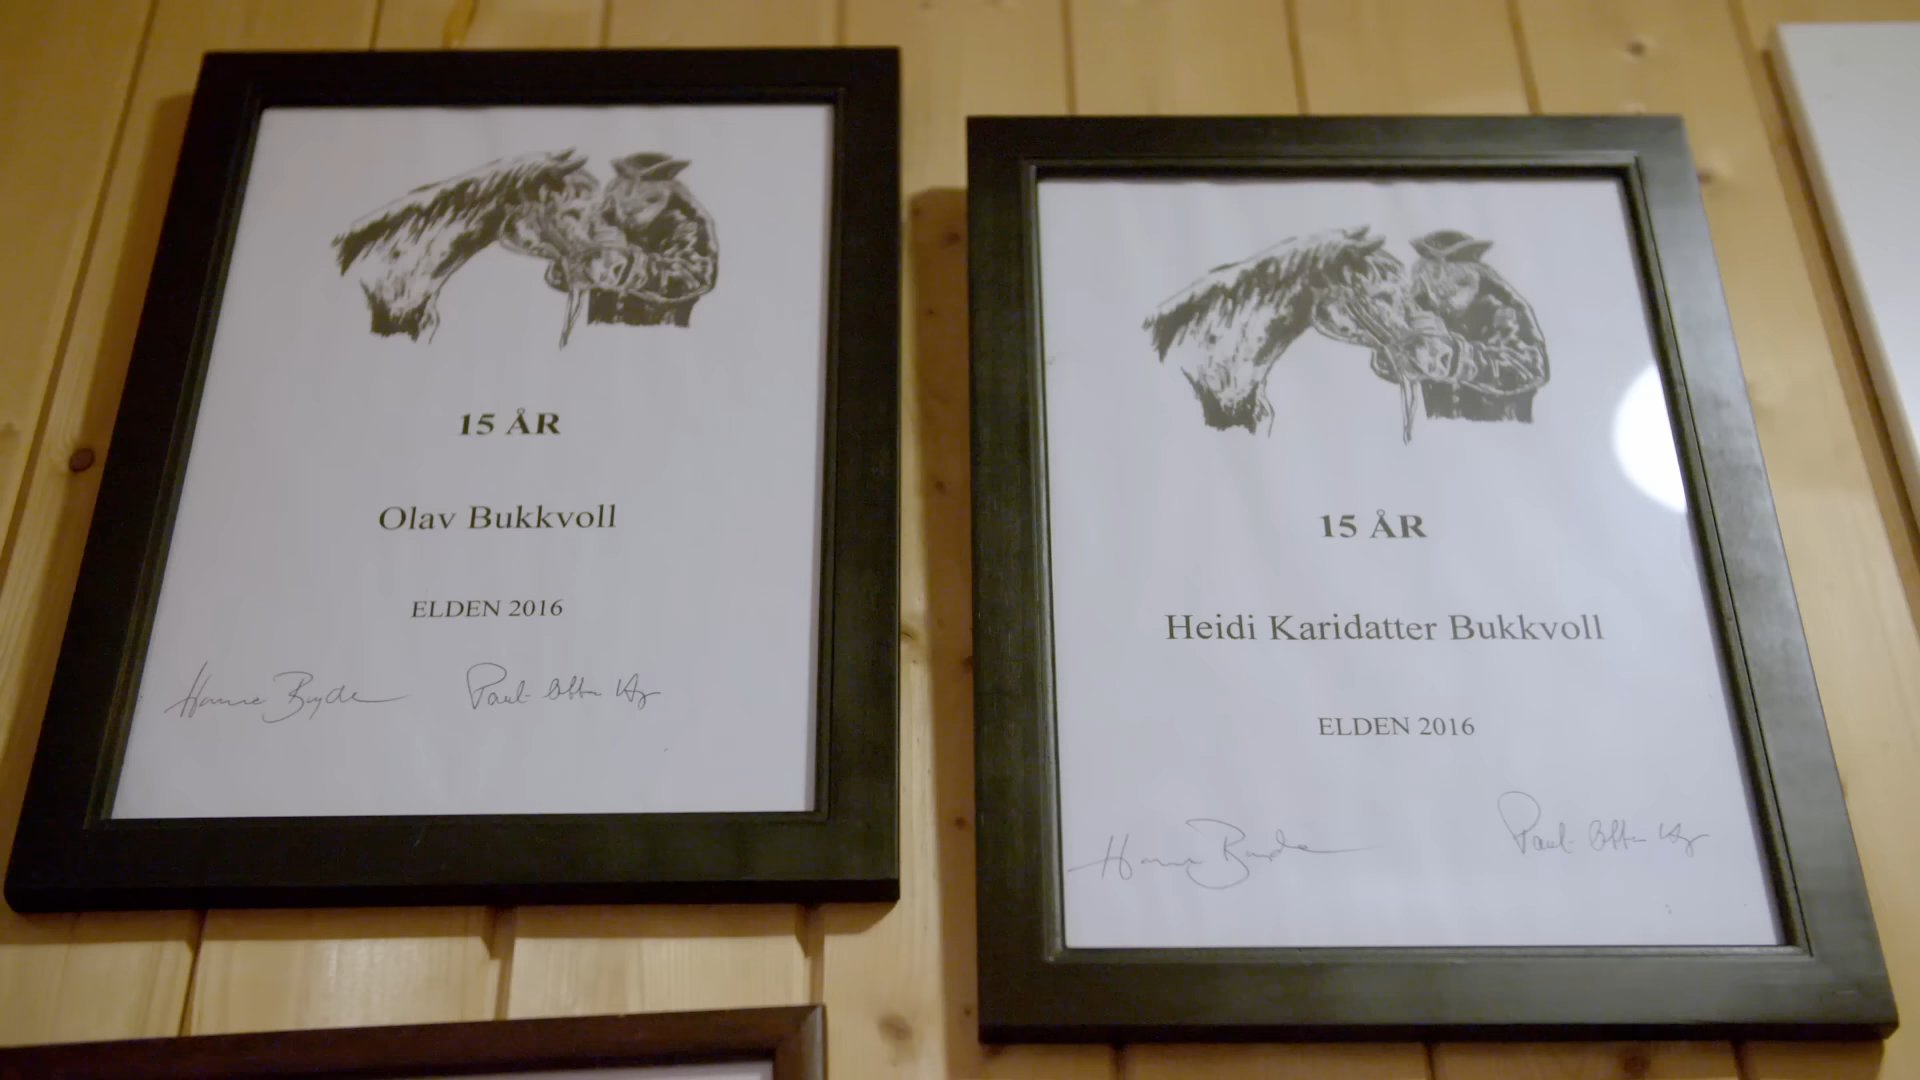 15 ÅR
Olav Bukkvoll
ELDEN 2016
15 ÅR
Heidi Karidatter Bukkvoll
ELDEN 2016